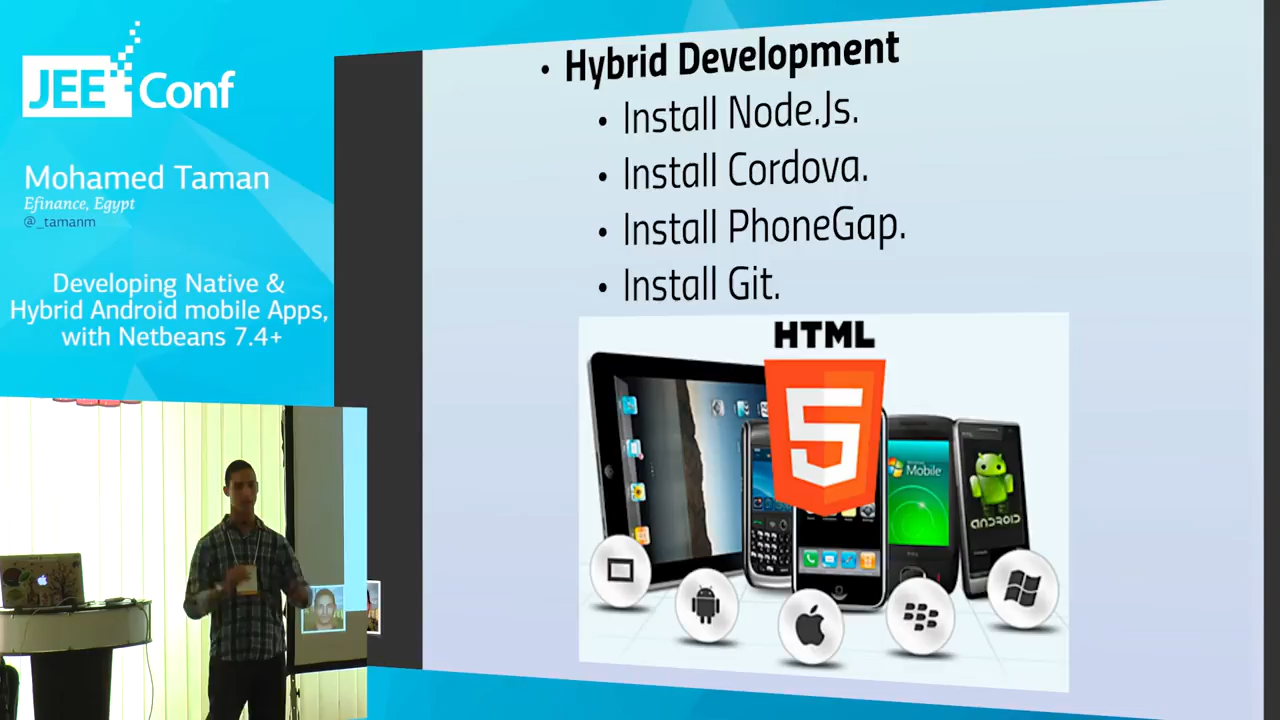 JEE Conf
Mohamed Taman
Efinance, Egypt
@_tamanm
Developing Native &
Hybrid Android mobile Apps,
with Netbeans 7.4+
• Hybrid Development
• Install Node.Js.
• Install Cordova.
• Install PhoneGap.
• Install Git.
HTML
5
Windows Mobile
ANDROID